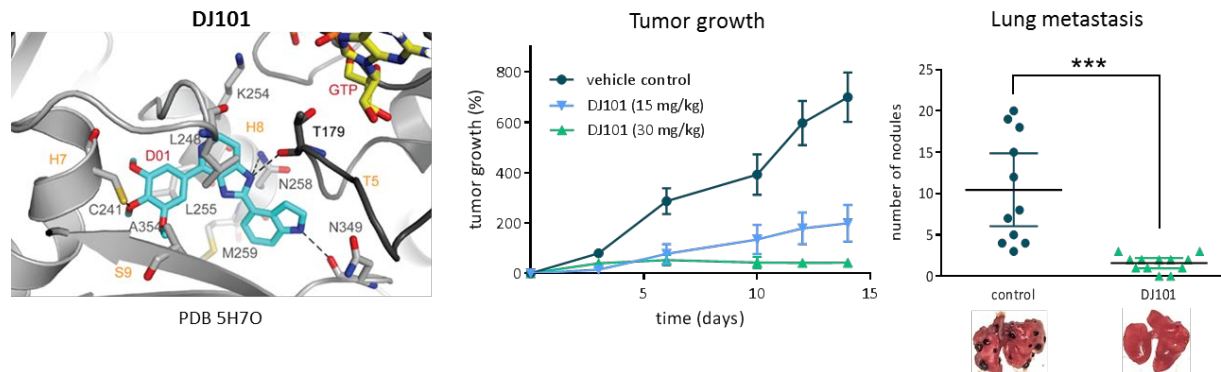 DJ101
K254
GTP
T179
H8
L248
H7
D01
N258
T5
C241
L255
A354
N349
M259
S9
PDB 5H7O
Tumor growth
tumor growth (%)
800
600
400
200
0
5
10
15
time (days)
vehicle control
DJ101 (15 mg/kg)
DJ101 (30 mg/kg)
Lung metastasis
***
number of nodules
25
20
15
10
5
0
control
DJ101